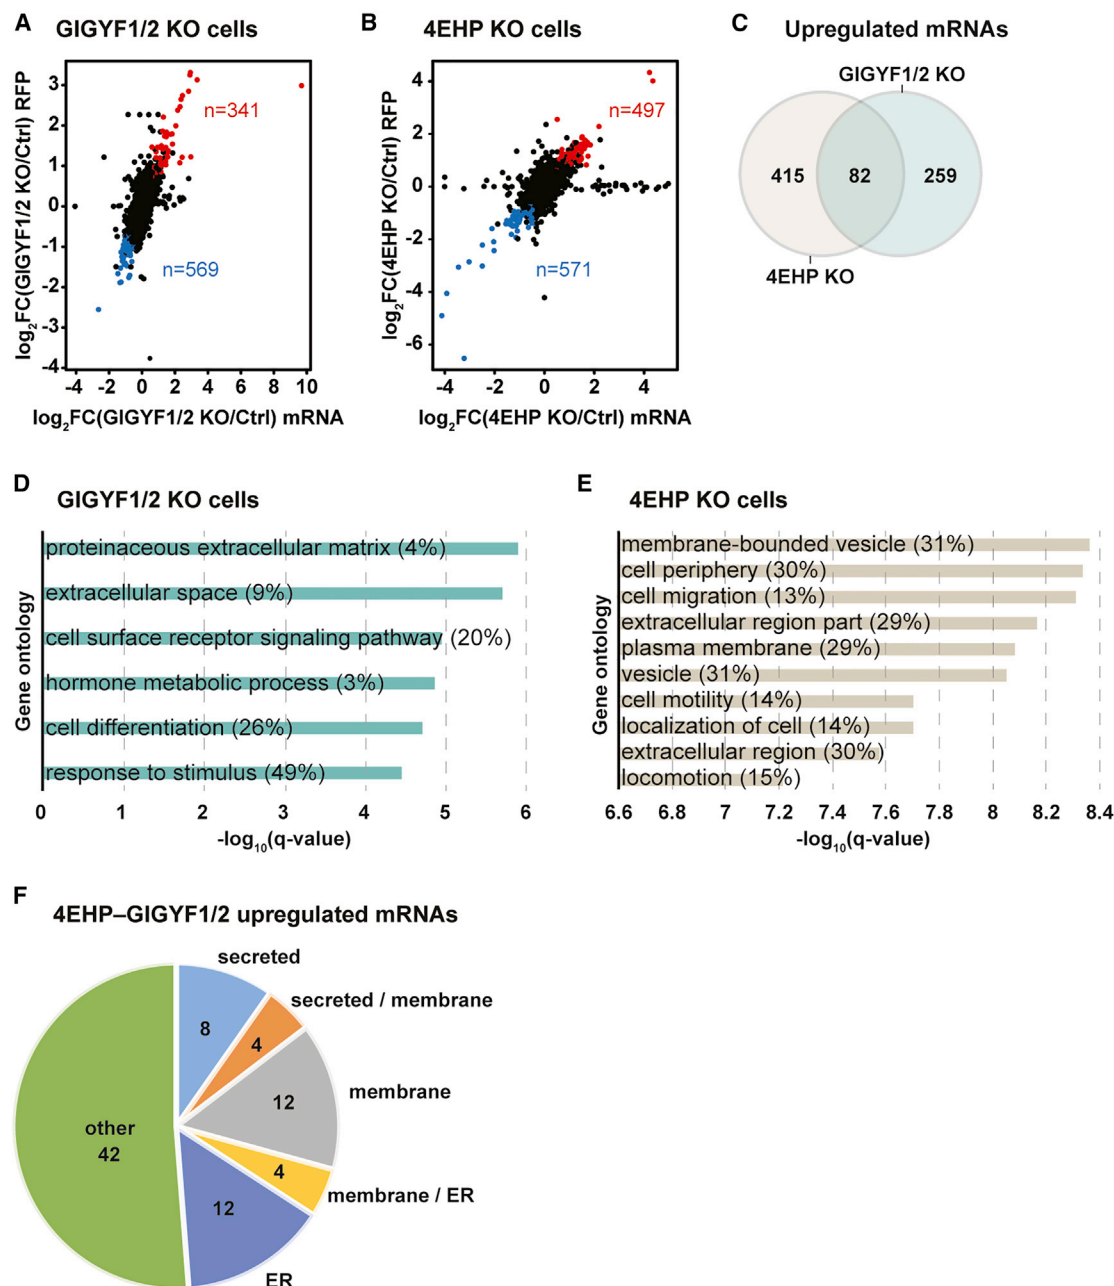 A GIGYF1/2 KO cells
log2FC(GIGYF1/2 KO/Ctrl) RFP
3
2
1
0
-1
-2
-3
-4
n=341
n=569
-4 -2 0 2 4 6 8 10
log2FC(GIGYF1/2 KO/Ctrl) mRNA
B 4EHP KO cells
log2FC(4EHP KO/Ctrl) RFP
4
2
0
-2
-4
-6
n=497
n=571
-4 -2 0 2 4
log2FC(4EHP KO/Ctrl) mRNA
C Upregulated mRNAs
GIGYF1/2 KO
415 82 259
4EHP KO
D GIGYF1/2 KO cells
Gene ontology
proteinaceous extracellular matrix (4%)
extracellular space (9%)
cell surface receptor signaling pathway (20%)
hormone metabolic process (3%)
cell differentiation (26%)
response to stimulus (49%)
0 1 2 3 4 5 6
-log10(q-value)
E 4EHP KO cells
Gene ontology
membrane-bounded vesicle (31%)
cell periphery (30%)
cell migration (13%)
extracellular region part (29%)
plasma membrane (29%)
vesicle (31%)
cell motility (14%)
localization of cell (14%)
extracellular region (30%)
locomotion (15%)
6.6 6.8 7 7.2 7.4 7.6 7.8 8 8.2 8.4
-log10(q-value)
F 4EHP–GIGYF1/2 upregulated mRNAs
secreted
8
secreted / membrane
4
membrane
12
membrane / ER
4
ER
12
other
42